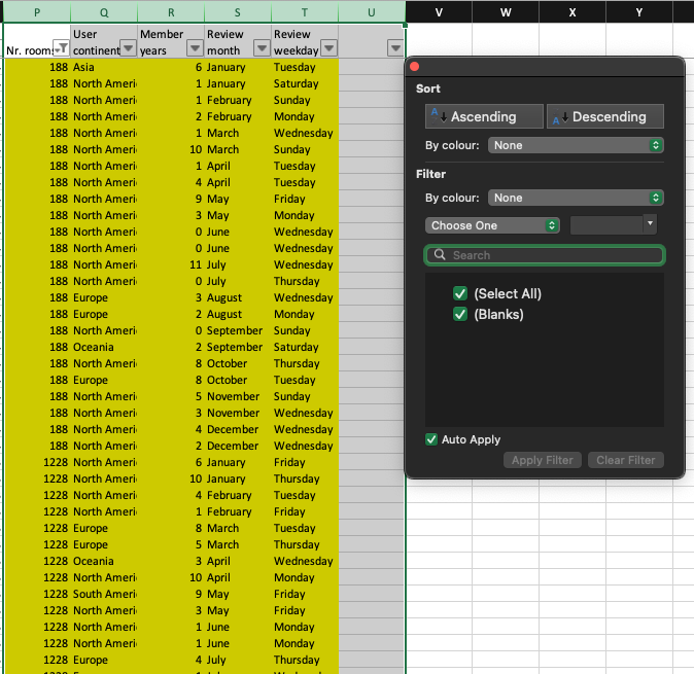 P Q R S T U V W X Y
User Member Review Review
Nr. room continent years month weekday
188 Asia 6 January Tuesday
188 North Ameri 1 January Saturday
188 North Ameri 1 February Sunday
188 North Ameri 2 February Monday
188 North Ameri 1 March Wednesday
188 North Ameri 10 March Sunday
188 North Ameri 1 April Tuesday
188 North Ameri 4 April Tuesday
188 North Ameri 9 May Friday
188 North Ameri 3 May Monday
188 North Ameri 0 June Wednesday
188 North Ameri 0 June Wednesday
188 North Ameri 11 July Wednesday
188 North Ameri 0 July Thursday
188 Europe 3 August Wednesday
188 Europe 2 August Monday
188 North Ameri 0 September Sunday
188 Oceania 2 September Saturday
188 North Ameri 8 October Thursday
188 Europe 8 October Tuesday
188 North Ameri 5 November Sunday
188 North Ameri 3 November Wednesday
188 North Ameri 4 December Wednesday
188 North Ameri 2 December Wednesday
1228 North Ameri 6 January Friday
1228 North Ameri 10 January Thursday
1228 North Ameri 4 February Tuesday
1228 North Ameri 1 February Friday
1228 Europe 8 March Tuesday
1228 Europe 5 March Thursday
1228 Oceania 3 April Wednesday
1228 North Ameri 10 April Monday
1228 South Ameri 9 May Friday
1228 North Ameri 3 May Friday
1228 North Ameri 1 June Monday
1228 North Ameri 1 June Monday
1228 Europe 4 July Thursday
Sort
Ascending Descending
By colour: None
Filter
By colour: None
Choose One
Search
(Select All)
(Blanks)
Auto Apply
Apply Filter Clear Filter